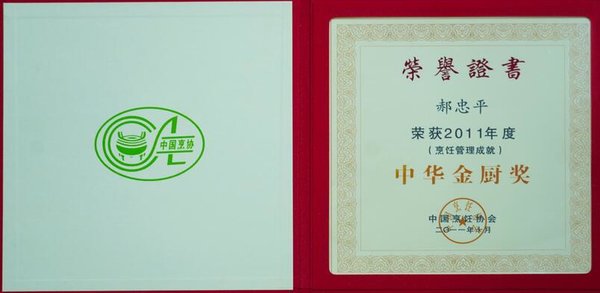 中国烹协
榮譽證書
郝忠平
荣获2011年度
(烹饪管理成就)
中华金厨奖
中国烹饪协会